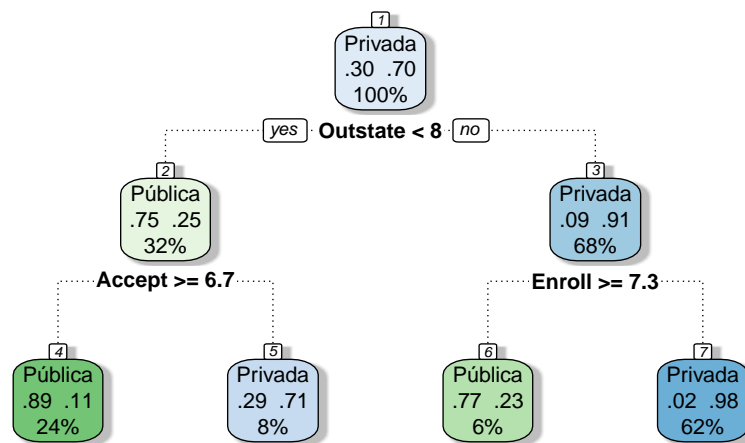 1
Privada
.30 .70
100%
yes Outstate < 8 no
2
Pública
.75 .25
32%
3
Privada
.09 .91
68%
Accept >= 6.7
Enroll >= 7.3
4
Pública
.89 .11
24%
5
Privada
.29 .71
8%
6
Pública
.77 .23
6%
7
Privada
.02 .98
62%